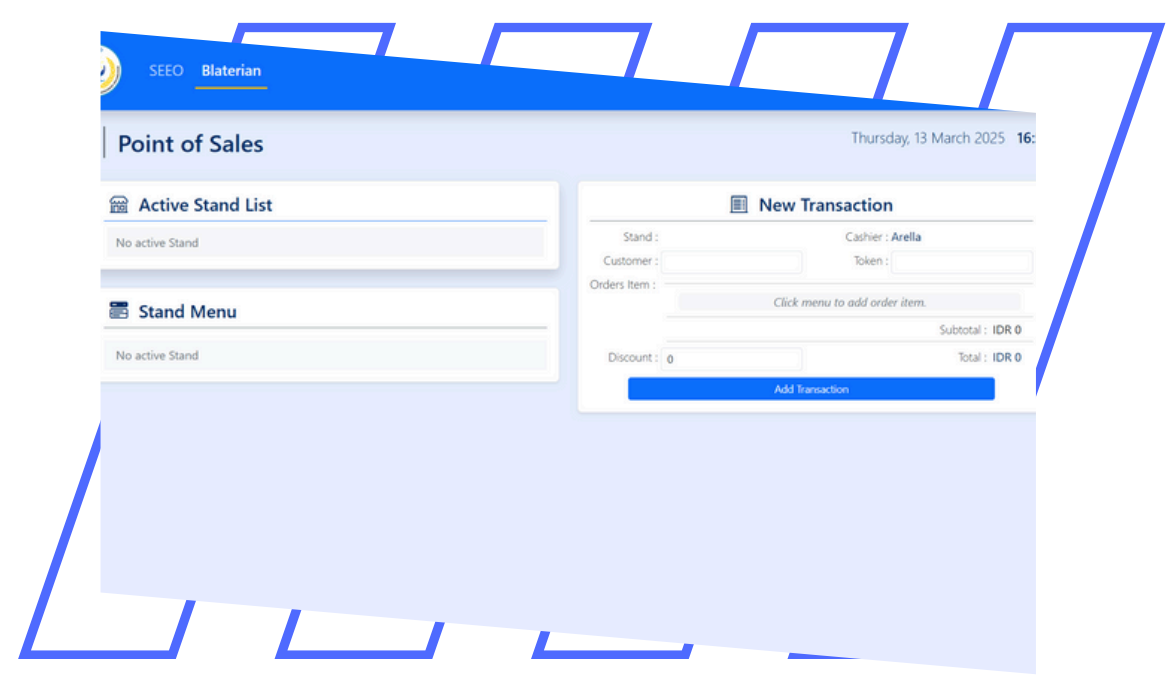 SEEO Blaterian
Point of Sales
Thursday, 13 March 2025 16:
Active Stand List
No active Stand
Stand Menu
No active Stand
New Transaction
Stand : Cashier : Arella
Customer : Token :
Orders Item :
Click menu to add order item.
Subtotal : IDR 0
Discount : 0 Total : IDR 0
Add Transaction